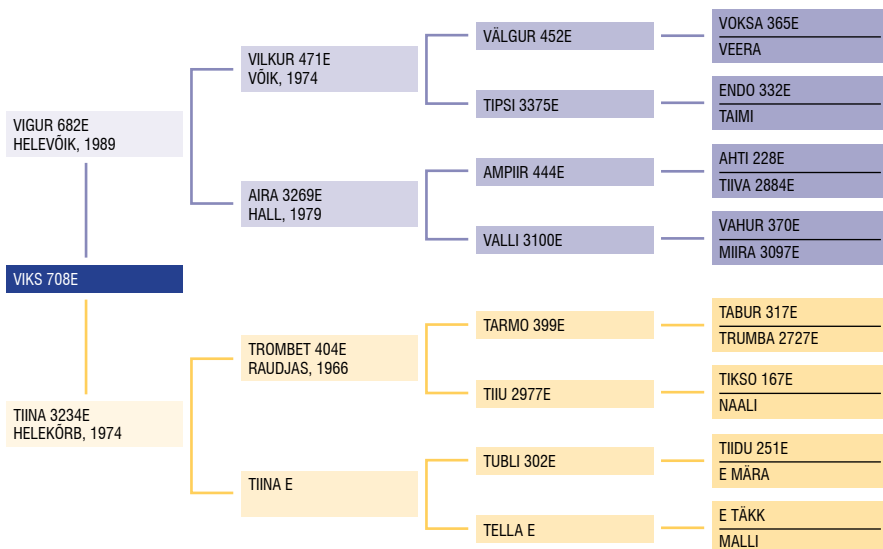 VIGUR 682E
HELEVÕIK, 1989
VIKS 708E
TIINA 3234E
HELEKÕRB, 1974
VILKUR 471E
VÕIK, 1974
AIRA 3269E
HALL, 1979
TROMBET 404E
RAUDJAS, 1966
TIINA E
VÄLGUR 452E
TIPSI 3375E
AMPIIR 444E
VALLI 3100E
TARMO 399E
TIIU 2977E
TUBLI 302E
TELLA E
VOKSA 365E
VEERA
ENDO 332E
TAIMI
AHTI 228E
TIIVA 2884E
VAHUR 370E
MIIRA 3097E
TABUR 317E
TRUMBA 2727E
TIKSO 167E
NAALI
TIIDU 251E
E MÄRA
E TÄKK
MALLI